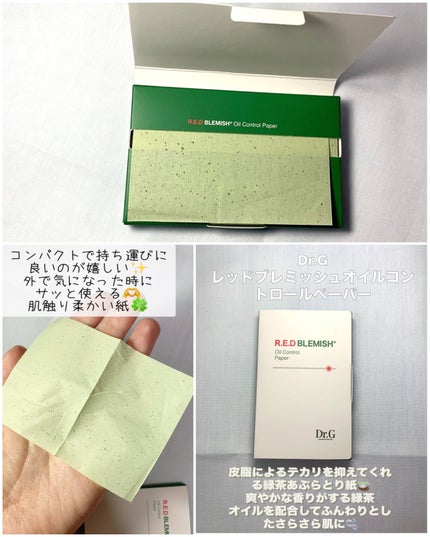 R.E.D BLEMISH® Oil Control Paper
コンパクトで持ち運びに
良いのが嬉しい✨
外で気になった時に
サッと使える🫶
肌触り柔かい紙🍀
Dr.G
レッドブレミッシュオイルコン
トロールペーパー
R.E.D BLEMISH®
Oil Control
Paper
Dr.G
皮脂によるテカリを抑えてくれ
る緑茶あぶらとり紙🍵
爽やかな香りがする緑茶
オイルを配合してふんわりとし
たさらさら肌に💨